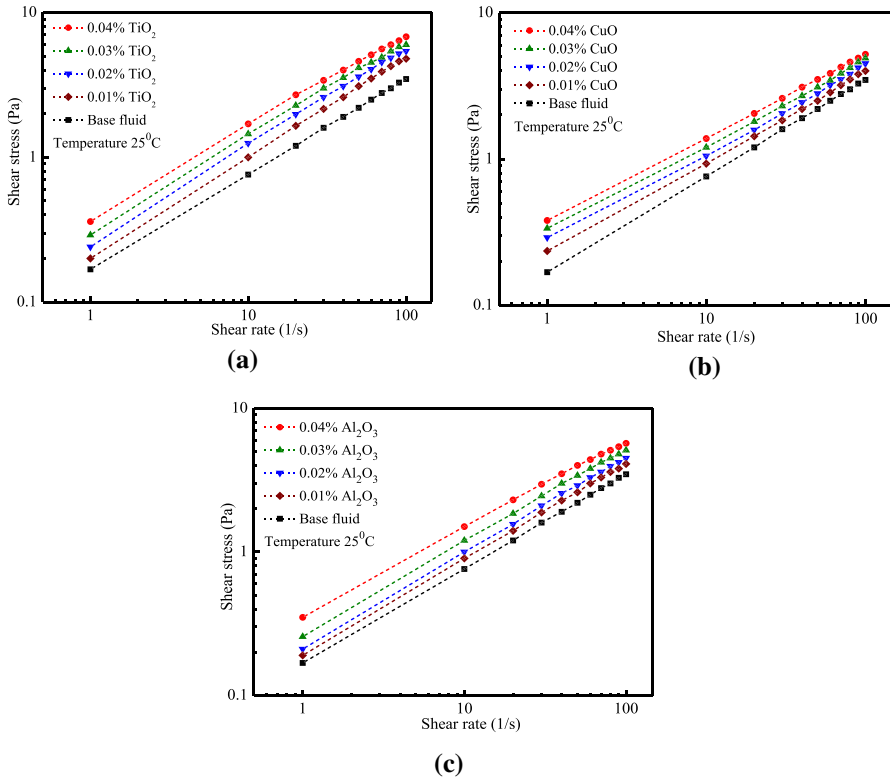 10
0.04% TiO₂
0.03% TiO₂
0.02% TiO₂
0.01% TiO₂
Base fluid
Temperature 25⁰C
Shear stress (Pa)
1
0.1
1
10
100
Shear rate (1/s)
(a)
10
0.04% CuO
0.03% CuO
0.02% CuO
0.01% CuO
Base fluid
Temperature 25⁰C
Shear stress (Pa)
1
0.1
1
10
100
Shear rate (1/s)
(b)
10
0.04% Al₂O₃
0.03% Al₂O₃
0.02% Al₂O₃
0.01% Al₂O₃
Base fluid
Temperature 25⁰C
Shear stress (Pa)
1
0.1
1
10
100
Shear rate (1/s)
(c)